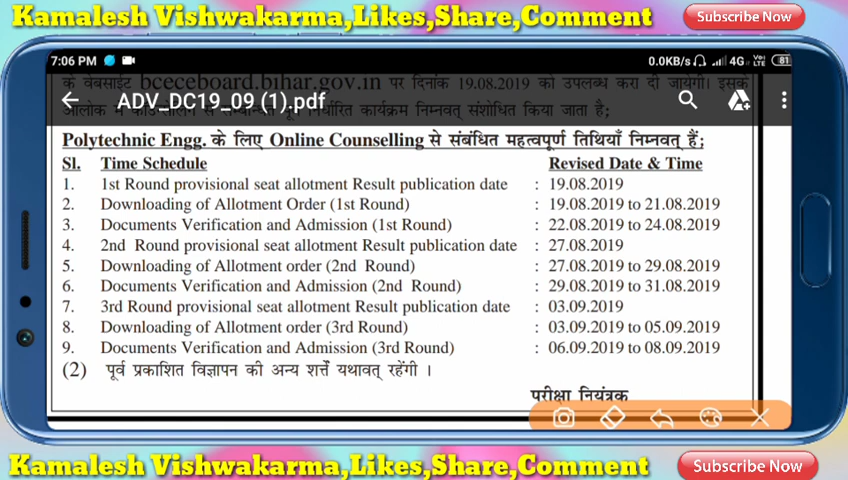 Kamalesh Vishwakarma,Likes,Share,Comment
Subscribe Now
7:06 PM
0.0KB/s 4G VoLTE 81
के वेबसाईट bceceboard.bihar.gov.in पर दिनांक 19.08.2019 को उपलब्ध करा दी जायेगी। इसके
ADV_DC19_09 (1).pdf
Polytechnic Engg. के लिए Online Counselling से संबंधित महत्वपूर्ण तिथियाँ निम्नवत् हैं;
Sl. Time Schedule Revised Date & Time
1. 1st Round provisional seat allotment Result publication date : 19.08.2019
2. Downloading of Allotment Order (1st Round) : 19.08.2019 to 21.08.2019
3. Documents Verification and Admission (1st Round) : 22.08.2019 to 24.08.2019
4. 2nd Round provisional seat allotment Result publication date : 27.08.2019
5. Downloading of Allotment order (2nd Round) : 27.08.2019 to 29.08.2019
6. Documents Verification and Admission (2nd Round) : 29.08.2019 to 31.08.2019
7. 3rd Round provisional seat allotment Result publication date : 03.09.2019
8. Downloading of Allotment order (3rd Round) : 03.09.2019 to 05.09.2019
9. Documents Verification and Admission (3rd Round) : 06.09.2019 to 08.09.2019
(2) पूर्व प्रकाशित विज्ञापन की अन्य शर्तें यथावत् रहेंगी ।
परीक्षा नियंत्रक
Kamalesh Vishwakarma,Likes,Share,Comment
Subscribe Now